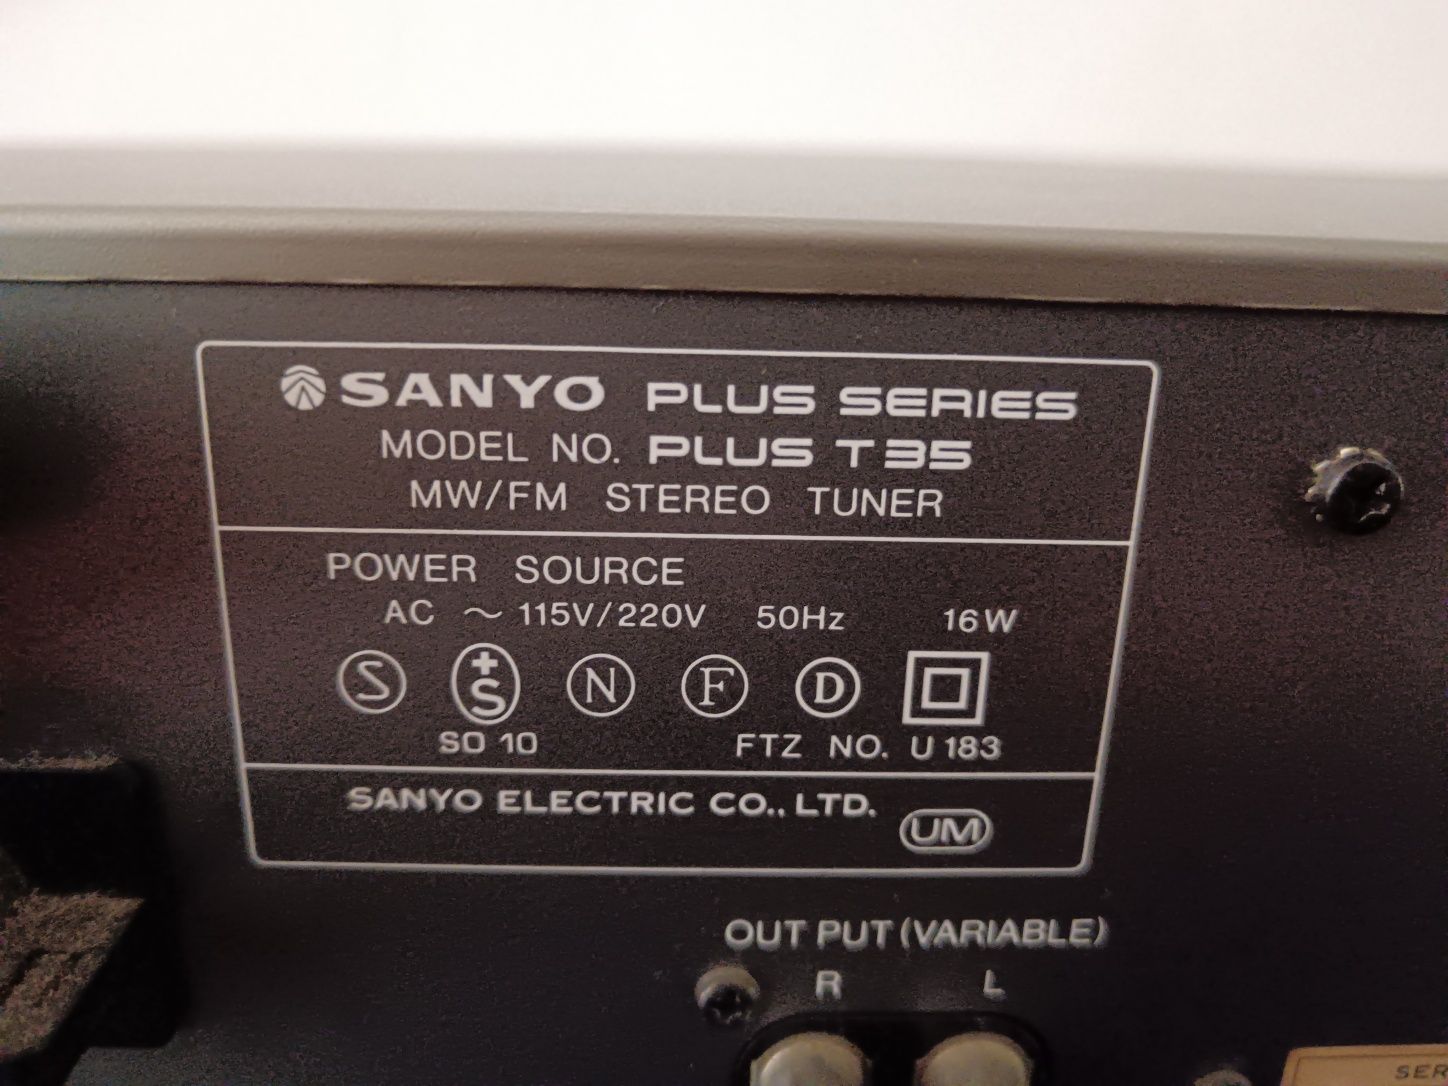 SANYO PLUS SERIES
MODEL NO. PLUS T35
MW/FM STEREO TUNER
POWER SOURCE
AC ~ 115V/220V 50Hz 16W
S +S N F D
SO 10 FTZ NO. U 183
SANYO ELECTRIC CO., LTD.
UM
OUT PUT (VARIABLE)
R L